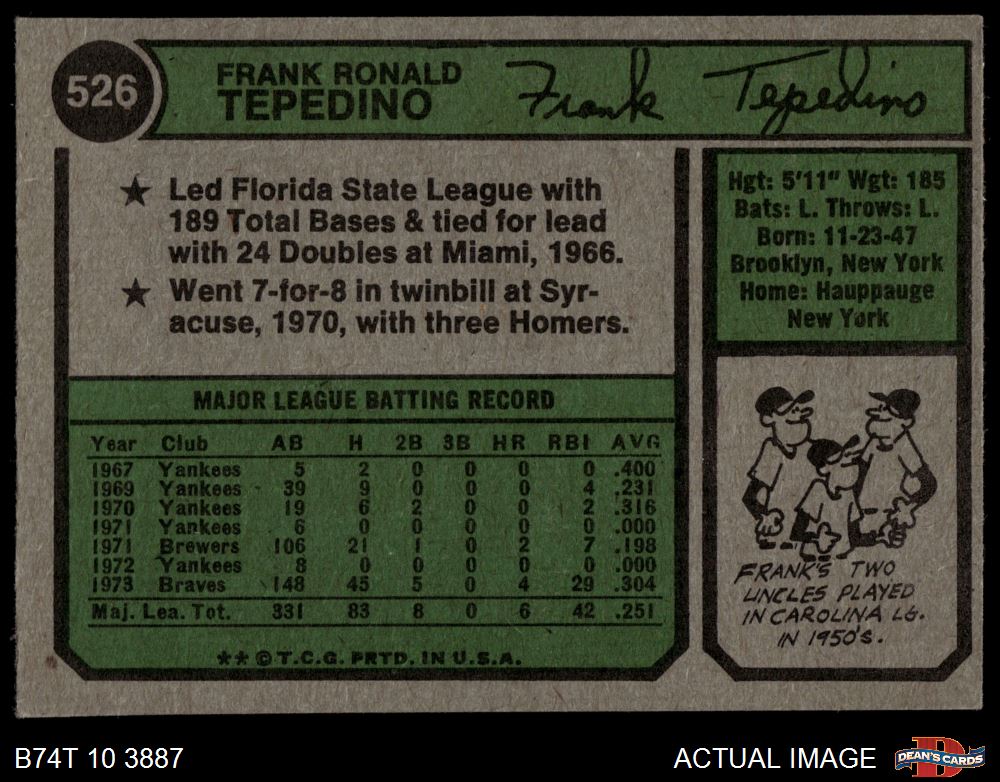 526
FRANK RONALD
TEPEDINO
Frank Tepedino
★ Led Florida State League with
189 Total Bases & tied for lead
with 24 Doubles at Miami, 1966.
★ Went 7-for-8 in twinbill at Syr-
acuse, 1970, with three Homers.
Hgt: 5'11" Wgt: 185
Bats: L. Throws: L.
Born: 11-23-47
Brooklyn, New York
Home: Hauppauge
New York
MAJOR LEAGUE BATTING RECORD
Year Club AB H 2B 3B HR RBI AVG
1967 Yankees 5 2 0 0 0 0 .400
1969 Yankees 39 9 0 0 0 4 .231
1970 Yankees 19 6 2 0 0 2 .316
1971 Yankees 6 0 0 0 0 0 .000
1971 Brewers 106 21 1 0 2 7 .198
1972 Yankees 8 0 0 0 0 0 .000
1973 Braves 148 45 5 0 4 29 .304
Maj. Lea. Tot. 331 83 8 0 6 42 .251
** © T.C.G. PRTD. IN U.S.A.
FRANK'S TWO
UNCLES PLAYED
IN CAROLINA LG.
IN 1950'S.
B74T 10 3887
ACTUAL IMAGE
D
DEAN'S CARDS